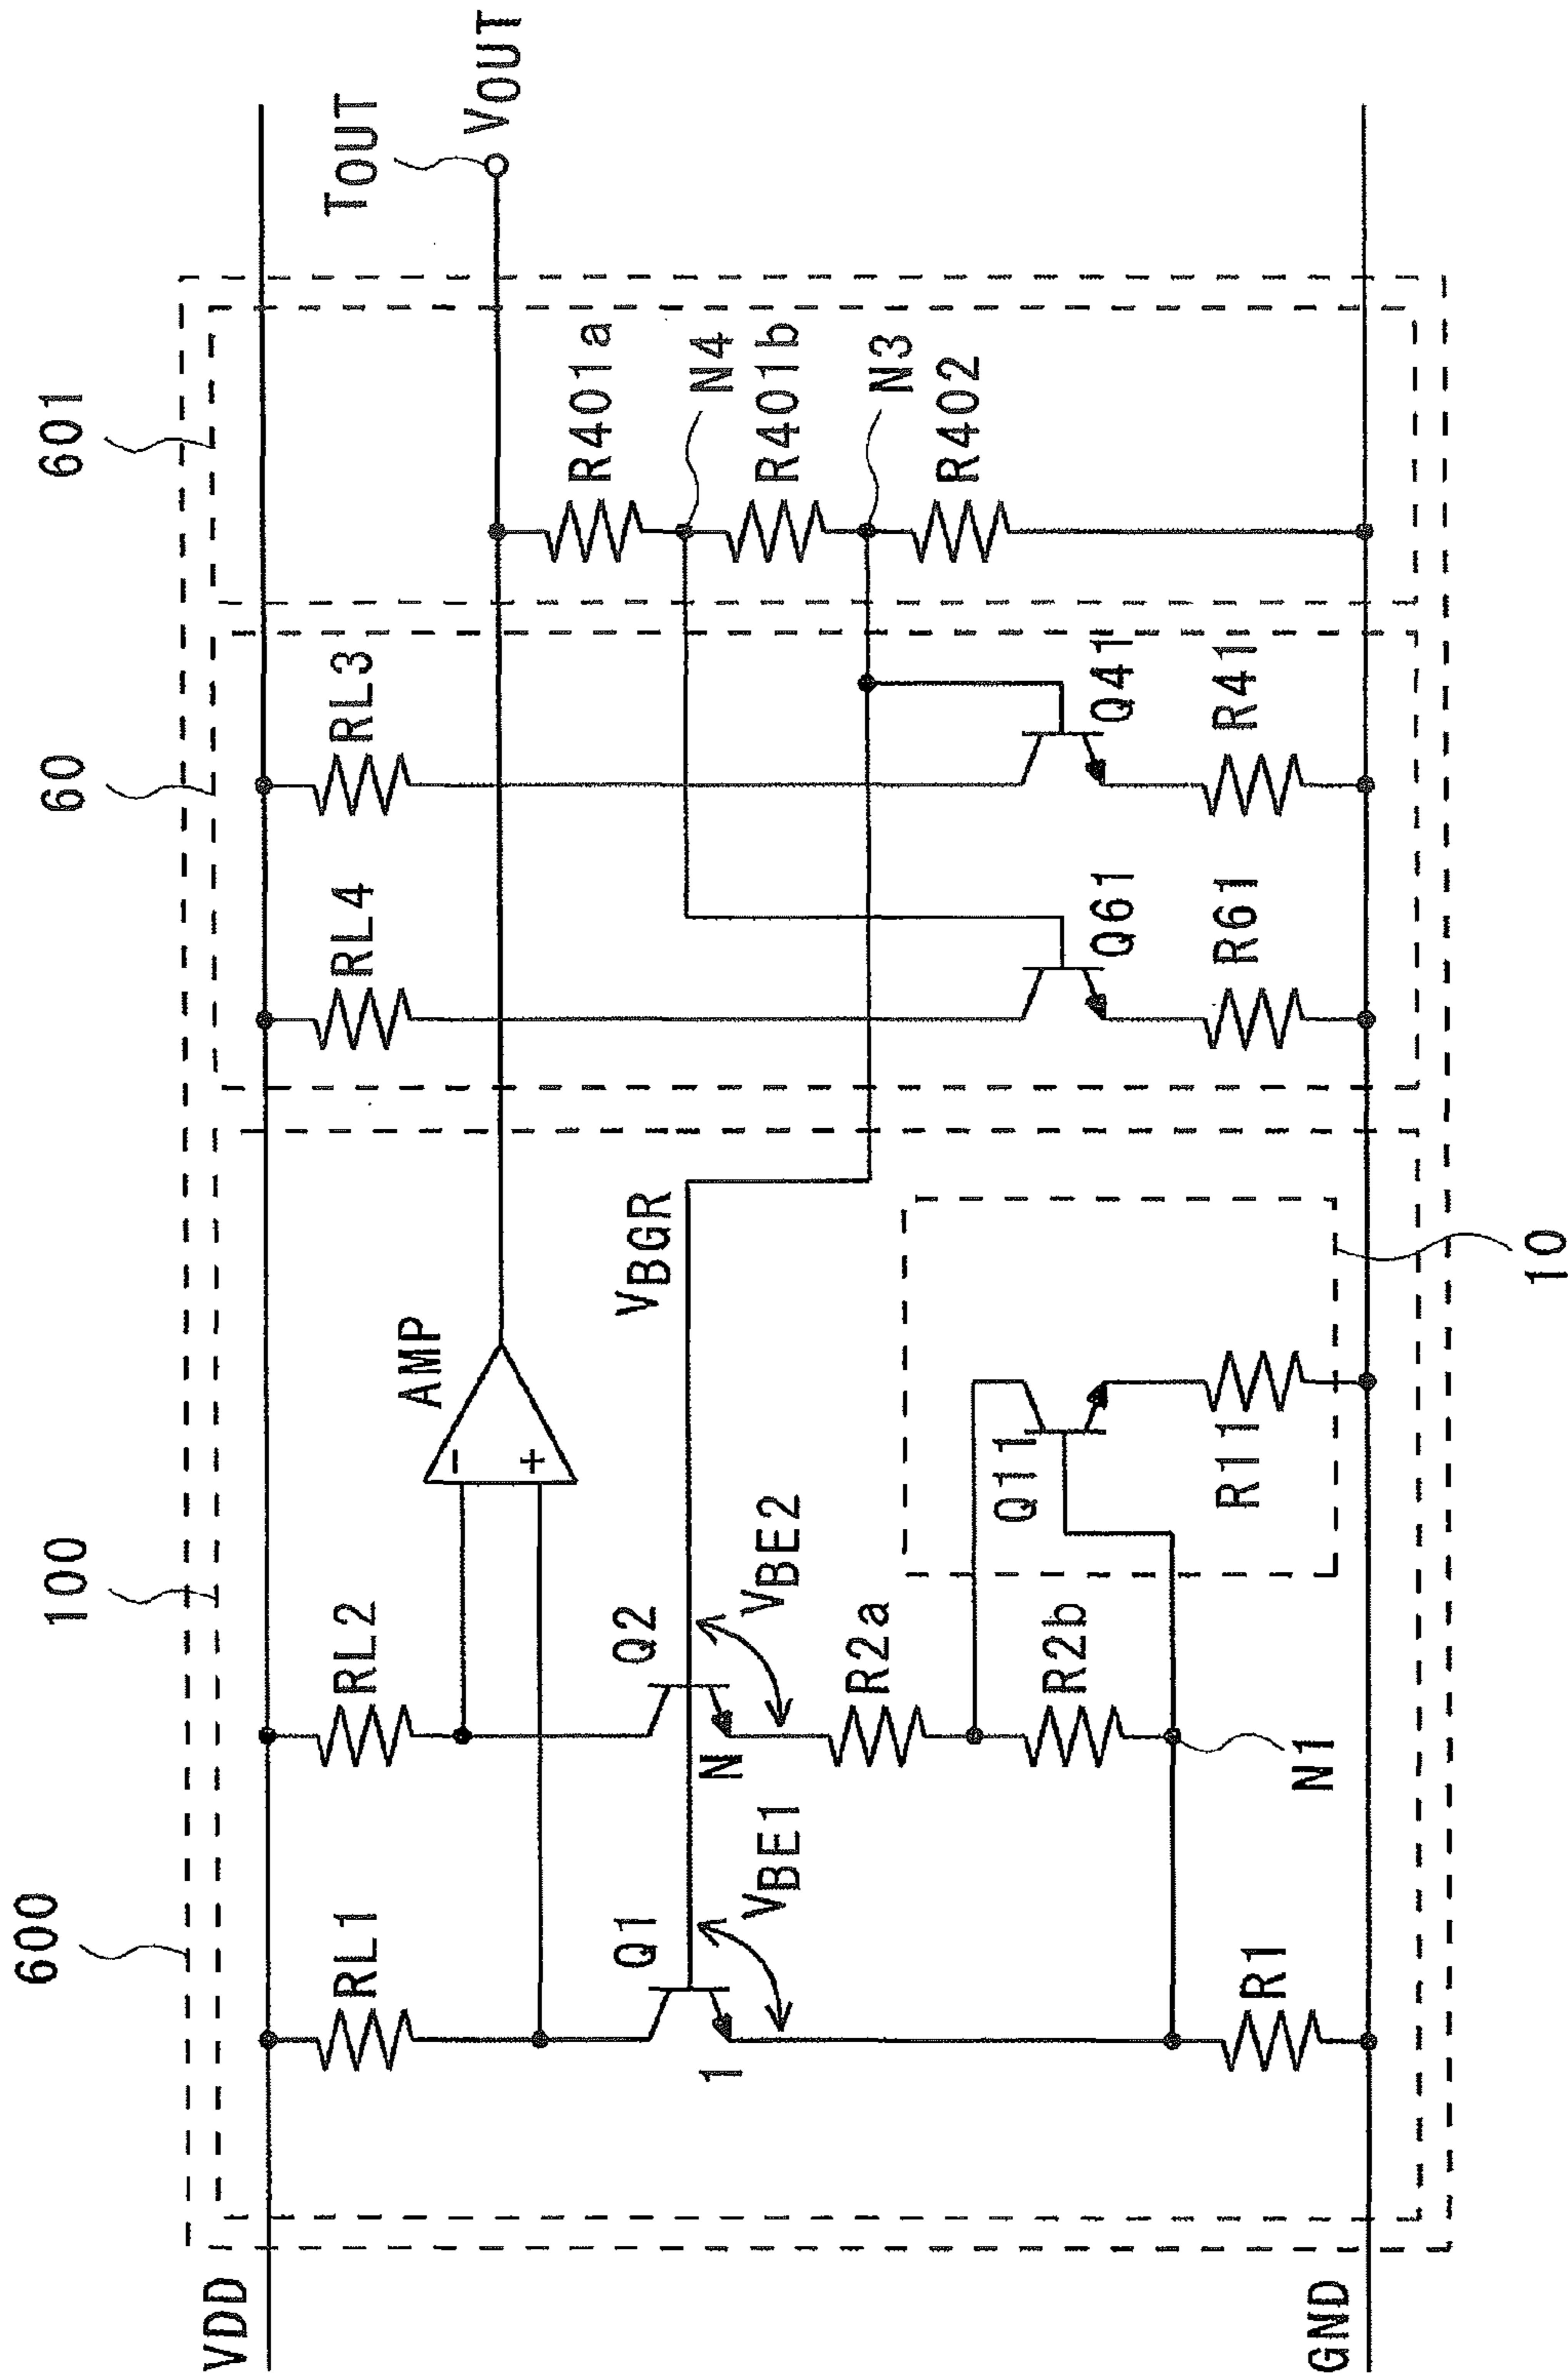 600
100
60
601
VDD
RL1
RL2
RL4
RL3
TOUT
VOUT
AMP
-
+
R401a
N4
R401b
N3
R402
Q1
Q2
VBGR
1
N
VBE1
VBE2
R2a
R2b
Q11
R11
Q61
Q41
R61
R41
R1
N1
10
GND